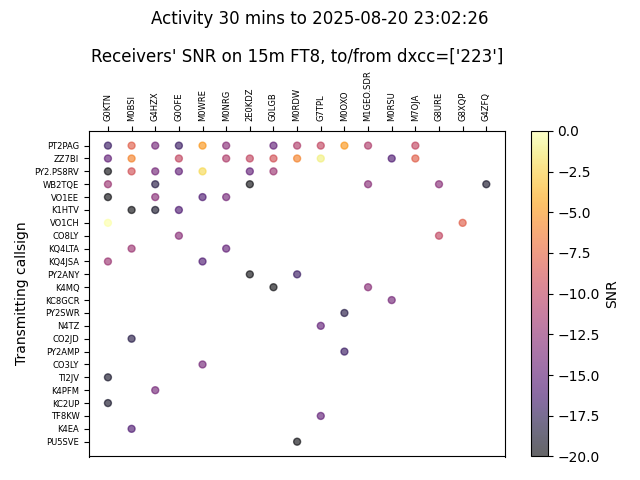 Activity 30 mins to 2025-08-20 23:02:26
Receivers' SNR on 15m FT8, to/from dxcc=['223']
G0KTN M0BSI G4HZX G0OFE M0WRE M0NRG 2E0KDZ G0LGB M0RDW G7TPL M0OXO M1GEO.SDR M0RSU M7OJA G8URE G8XQP G4ZFQ
PT2PAG
ZZ7BI
PY2.PS8RV
WB2TQE
VO1EE
K1HTV
VO1CH
CO8LY
KQ4LTA
KQ4JSA
PY2ANY
K4MQ
KC8GCR
PY2SWR
N4TZ
CO2JD
PY2AMP
CO3LY
TI2JV
K4PFM
KC2UP
TF8KW
K4EA
PU5SVE
Transmitting callsign
0.0
−2.5
−5.0
−7.5
−10.0
−12.5
−15.0
−17.5
−20.0
SNR